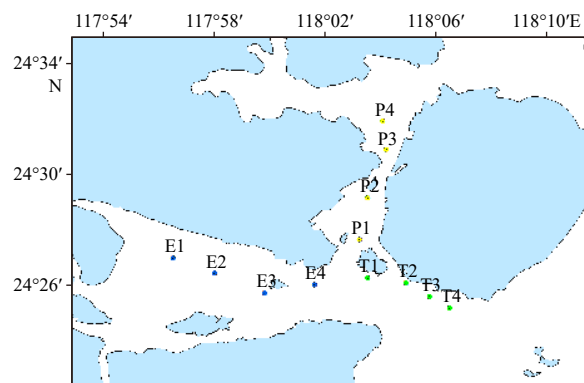 117°54′ 117°58′ 118°02′ 118°06′ 118°10′E
24°34′
N
P4
P3
24°30′
P2
P1
E1
E2
E3 E4 T1 T2
24°26′
T3 T4